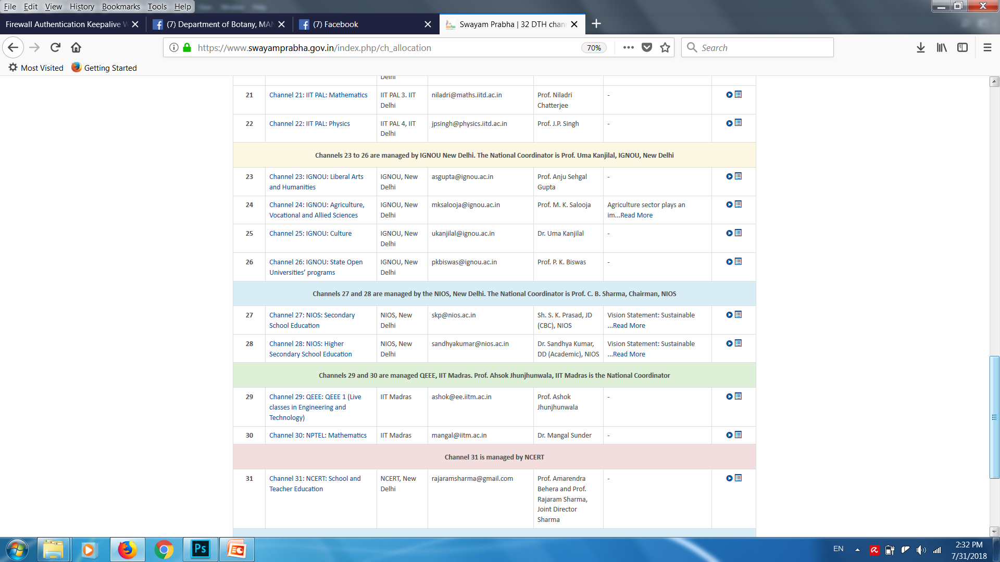 File Edit View History Bookmarks Tools Help
Firewall Authentication Keepalive
(7) Department of Botany, MAN
(7) Facebook
Swayam Prabha | 32 DTH chan
https://www.swayamprabha.gov.in/index.php/ch_allocation
70%
Search
Most Visited
Getting Started
Delhi
21 Channel 21: IIT PAL: Mathematics IIT PAL 3. IIT niladri@maths.iitd.ac.in Prof. Niladri -
Delhi Chatterjee
22 Channel 22: IIT PAL: Physics IIT PAL 4, IIT jpsingh@physics.iitd.ac.in Prof. J.P. Singh -
Delhi
Channels 23 to 26 are managed by IGNOU New Delhi. The National Coordinator is Prof. Uma Kanjilal, IGNOU, New Delhi
23 Channel 23: IGNOU: Liberal Arts IGNOU, New asgupta@ignou.ac.in Prof. Anju Sehgal -
and Humanities Delhi Gupta
24 Channel 24: IGNOU: Agriculture, IGNOU, New mksalooja@ignou.ac.in Prof. M. K. Salooja Agriculture sector plays an
Vocational and Allied Sciences Delhi im...Read More
25 Channel 25: IGNOU: Culture IGNOU, New ukanjilal@ignou.ac.in Dr. Uma Kanjilal -
Delhi
26 Channel 26: IGNOU: State Open IGNOU, New pkbiswas@ignou.ac.in Prof. P. K. Biswas -
Universities’ programs Delhi
Channels 27 and 28 are managed by the NIOS, New Delhi. The National Coordinator is Prof. C. B. Sharma, Chairman, NIOS
27 Channel 27: NIOS: Secondary NIOS, New skp@nios.ac.in Sh. S. K. Prasad, JD Vision Statement: Sustainable
School Education Delhi (CBC), NIOS ...Read More
28 Channel 28: NIOS: Higher NIOS, New sandhyakumar@nios.ac.in Dr. Sandhya Kumar, Vision Statement: Sustainable
Secondary School Education Delhi DD (Academic), NIOS ...Read More
Channels 29 and 30 are managed QEEE, IIT Madras. Prof. Ahsok Jhunjhunwala, IIT Madras is the National Coordinator
29 Channel 29: QEEE: QEEE 1 (Live IIT Madras ashok@ee.iitm.ac.in Prof. Ashok -
classes in Engineering and Jhunjhunwala
Technology)
30 Channel 30: NPTEL: Mathematics IIT Madras mangal@iitm.ac.in Dr. Mangal Sunder -
Channel 31 is managed by NCERT
31 Channel 31: NCERT: School and NCERT, New rajaramsharma@gmail.com Prof. Amarendra -
Teacher Education Delhi Behera and Prof.
Rajaram Sharma,
Joint Director
Sharma
Ps
EN
2:32 PM
7/31/2018